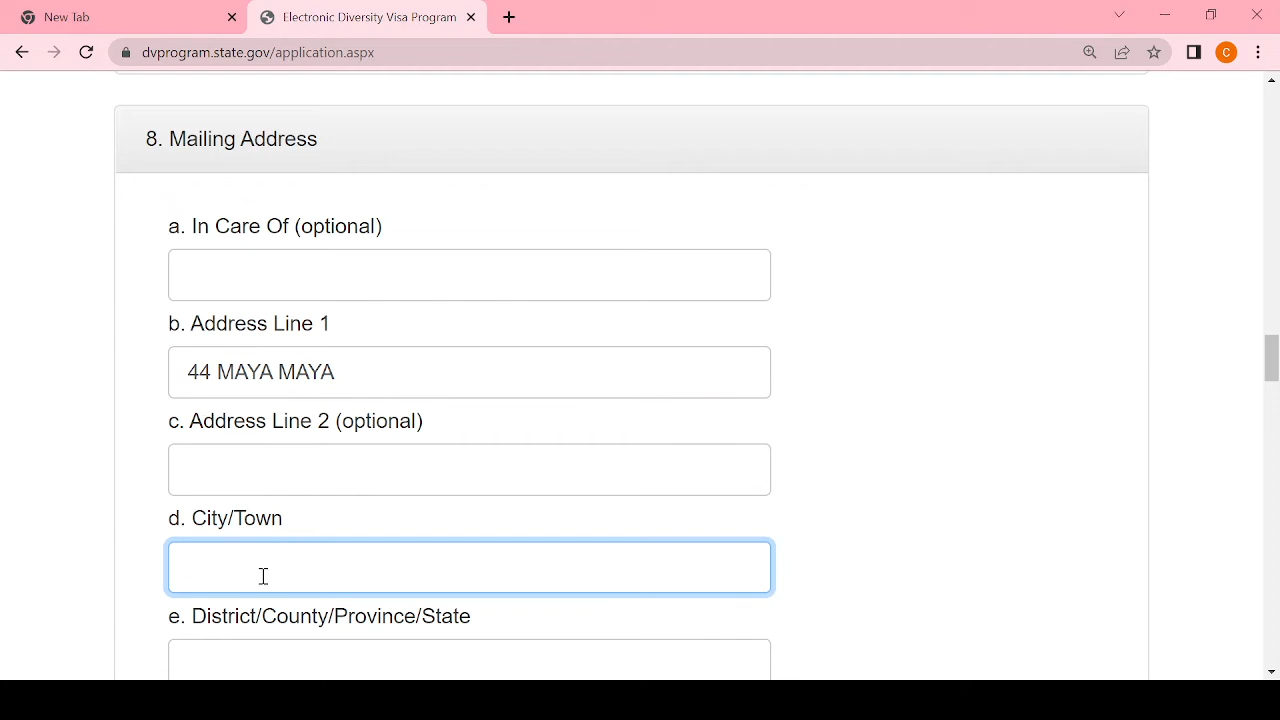 New Tab
Electronic Diversity Visa Program
dvprogram.state.gov/application.aspx
C
8. Mailing Address
a. In Care Of (optional)
b. Address Line 1
44 MAYA MAYA
c. Address Line 2 (optional)
d. City/Town
e. District/County/Province/State